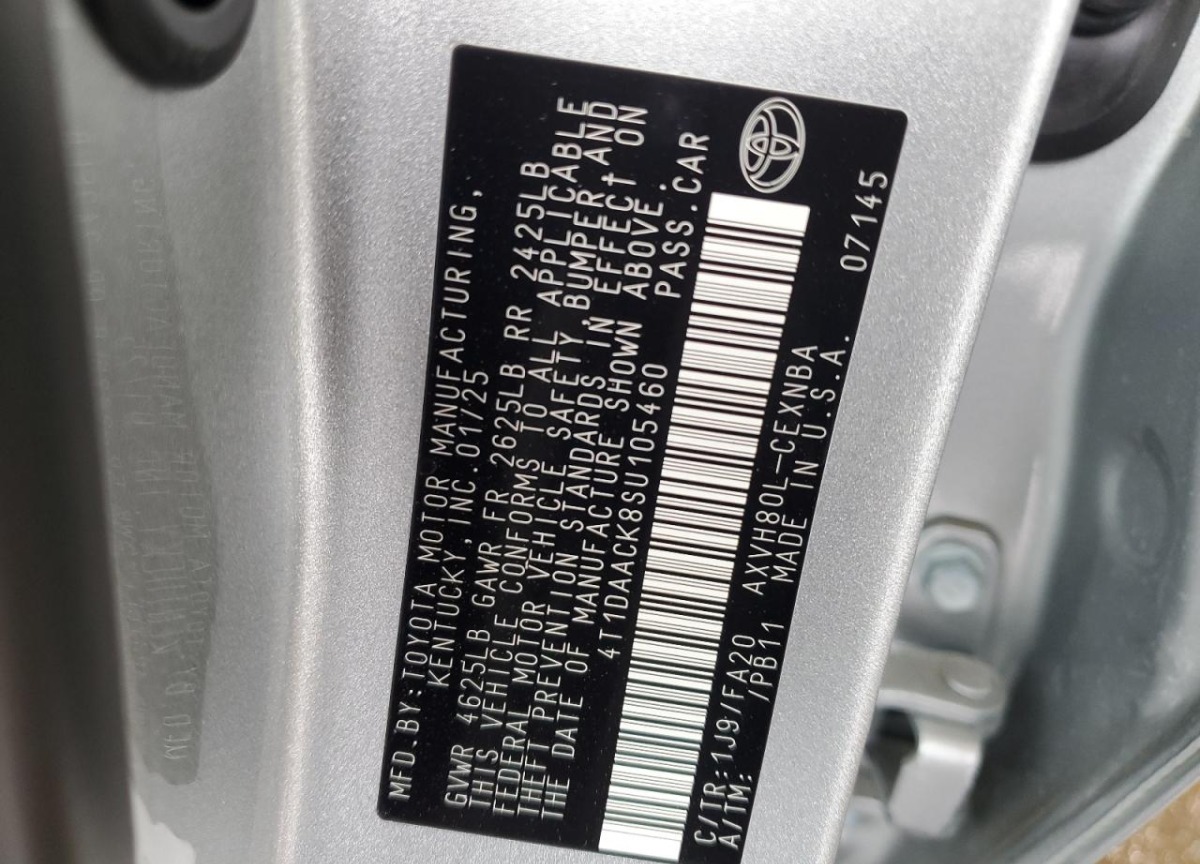 MFD.BY:TOYOTA MOTOR MANUFACTURING,
KENTUCKY,INC.01/25
GVWR 4625LB GAWR FR 2625LB RR 2425LB
THIS VEHICLE CONFORMS TO ALL APPLICABLE
FEDERAL MOTOR VEHICLE SAFETY,BUMPER,AND
THEFT PREVENTION STANDARDS IN EFFECT ON
THE DATE OF MANUFACTURE SHOWN ABOVE.
4T1DAACK8SU105460 PASS.CAR
C/TR:1J9/FA20 AXVH80L-CEXNBA 07145
A/TM: /PB11 MADE IN U.S.A.